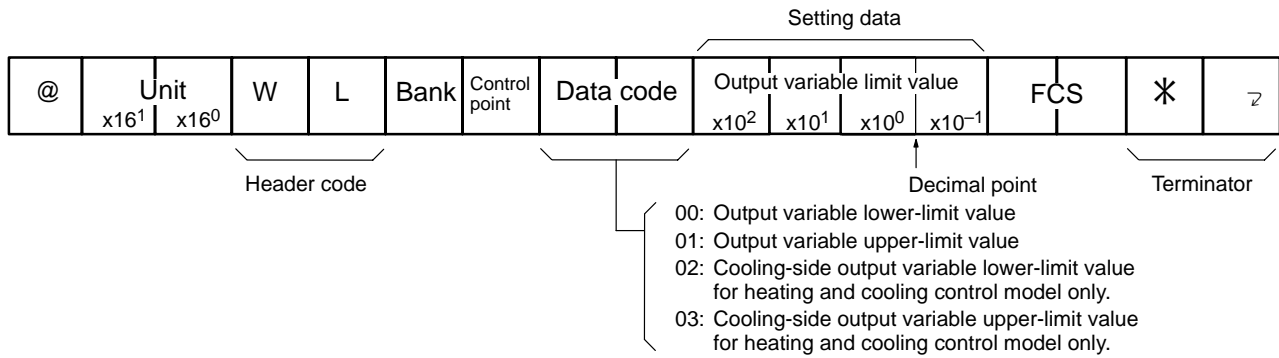 Setting data
@ Unit W L Bank Control point Data code Output variable limit value FCS *
x16¹ x16⁰ x10² x10¹ x10⁰ x10⁻¹
Header code
Decimal point
Terminator
00: Output variable lower-limit value
01: Output variable upper-limit value
02: Cooling-side output variable lower-limit value
for heating and cooling control model only.
03: Cooling-side output variable upper-limit value
for heating and cooling control model only.